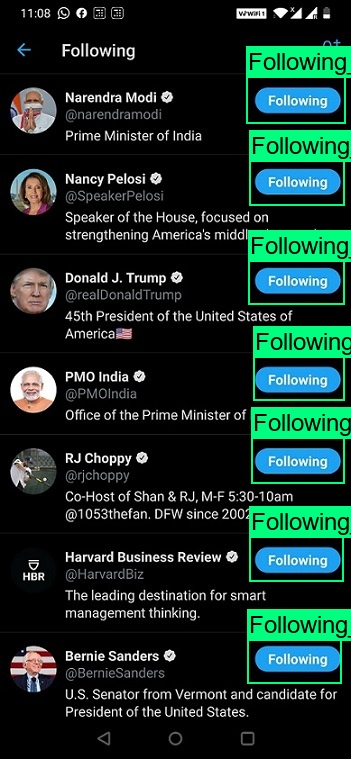 11:08
VoWiFi 1
Following
Following
Narendra Modi
@narendramodi
Following
Prime Minister of India
Following
Nancy Pelosi
@SpeakerPelosi
Following
Speaker of the House, focused on
strengthening America's
Following
Donald J. Trump
@realDonaldTrump
Following
45th President of the United States of
America🇺🇸
Following
PMO India
@PMOIndia
Following
Office of the Prime Minister of
Following
RJ Choppy
@rjchoppy
Following
Co-Host of Shan & RJ, M-F 5:30-10am
@1053thefan. DFW since 2002
Following
HBR
Harvard Business Review
@HarvardBiz
Following
The leading destination for smart
management thinking.
Following
Bernie Sanders
@BernieSanders
Following
U.S. Senator from Vermont and candidate for
President of the United States.